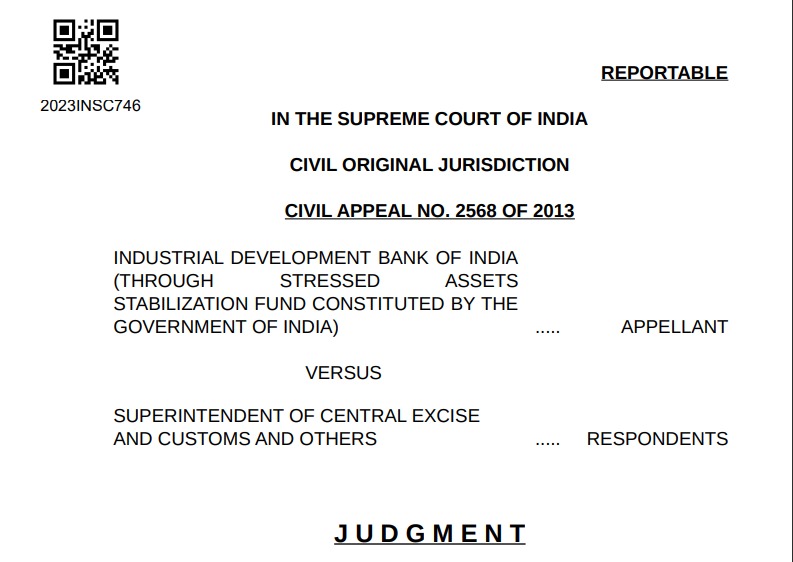 REPORTABLE
2023INSC746
IN THE SUPREME COURT OF INDIA
CIVIL ORIGINAL JURISDICTION
CIVIL APPEAL NO. 2568 OF 2013
INDUSTRIAL DEVELOPMENT BANK OF INDIA
(THROUGH STRESSED ASSETS
STABILIZATION FUND CONSTITUTED BY THE
GOVERNMENT OF INDIA) ..... APPELLANT
VERSUS
SUPERINTENDENT OF CENTRAL EXCISE
AND CUSTOMS AND OTHERS ..... RESPONDENTS
J U D G M E N T